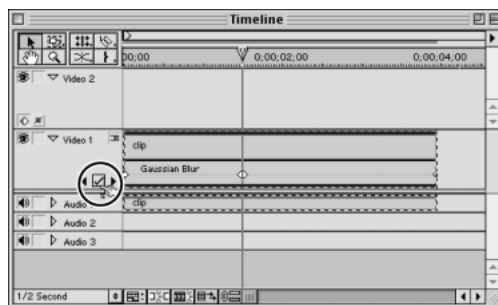 Timeline
00;00
0;00;02;00
0;00;04;00
Video 2
Video 1
clip
Gaussian Blur
Audio
clip
Audio 2
Audio 3
1/2 Second